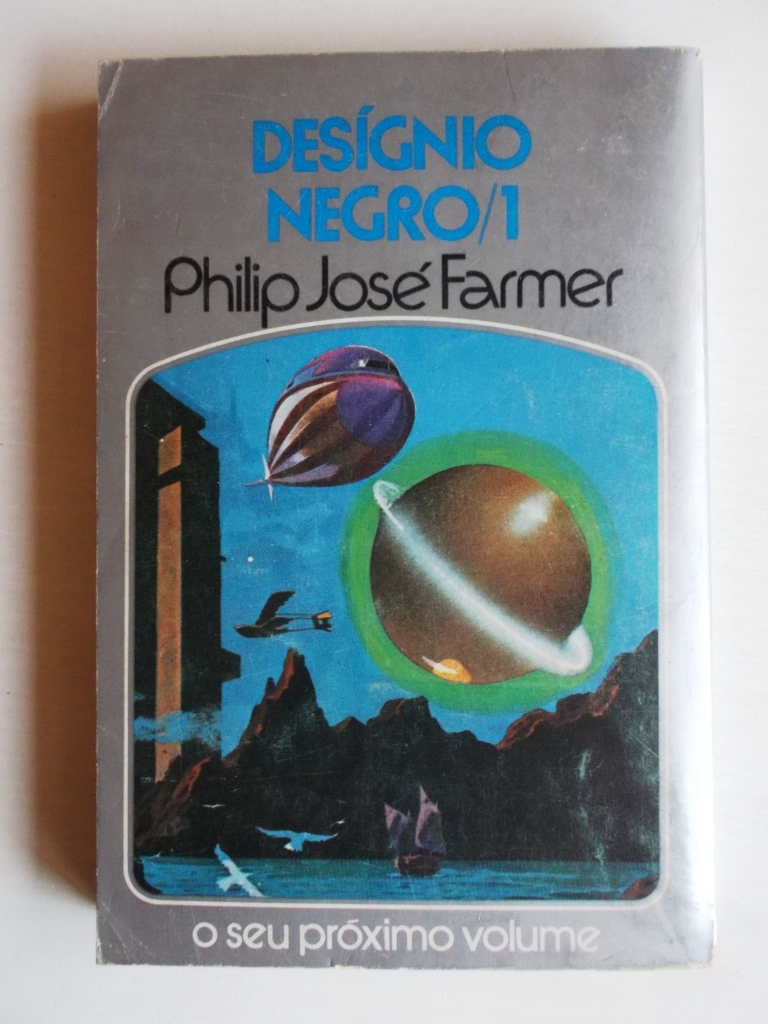 DESÍGNIO
NEGRO/1
Philip José Farmer
o seu próximo volume